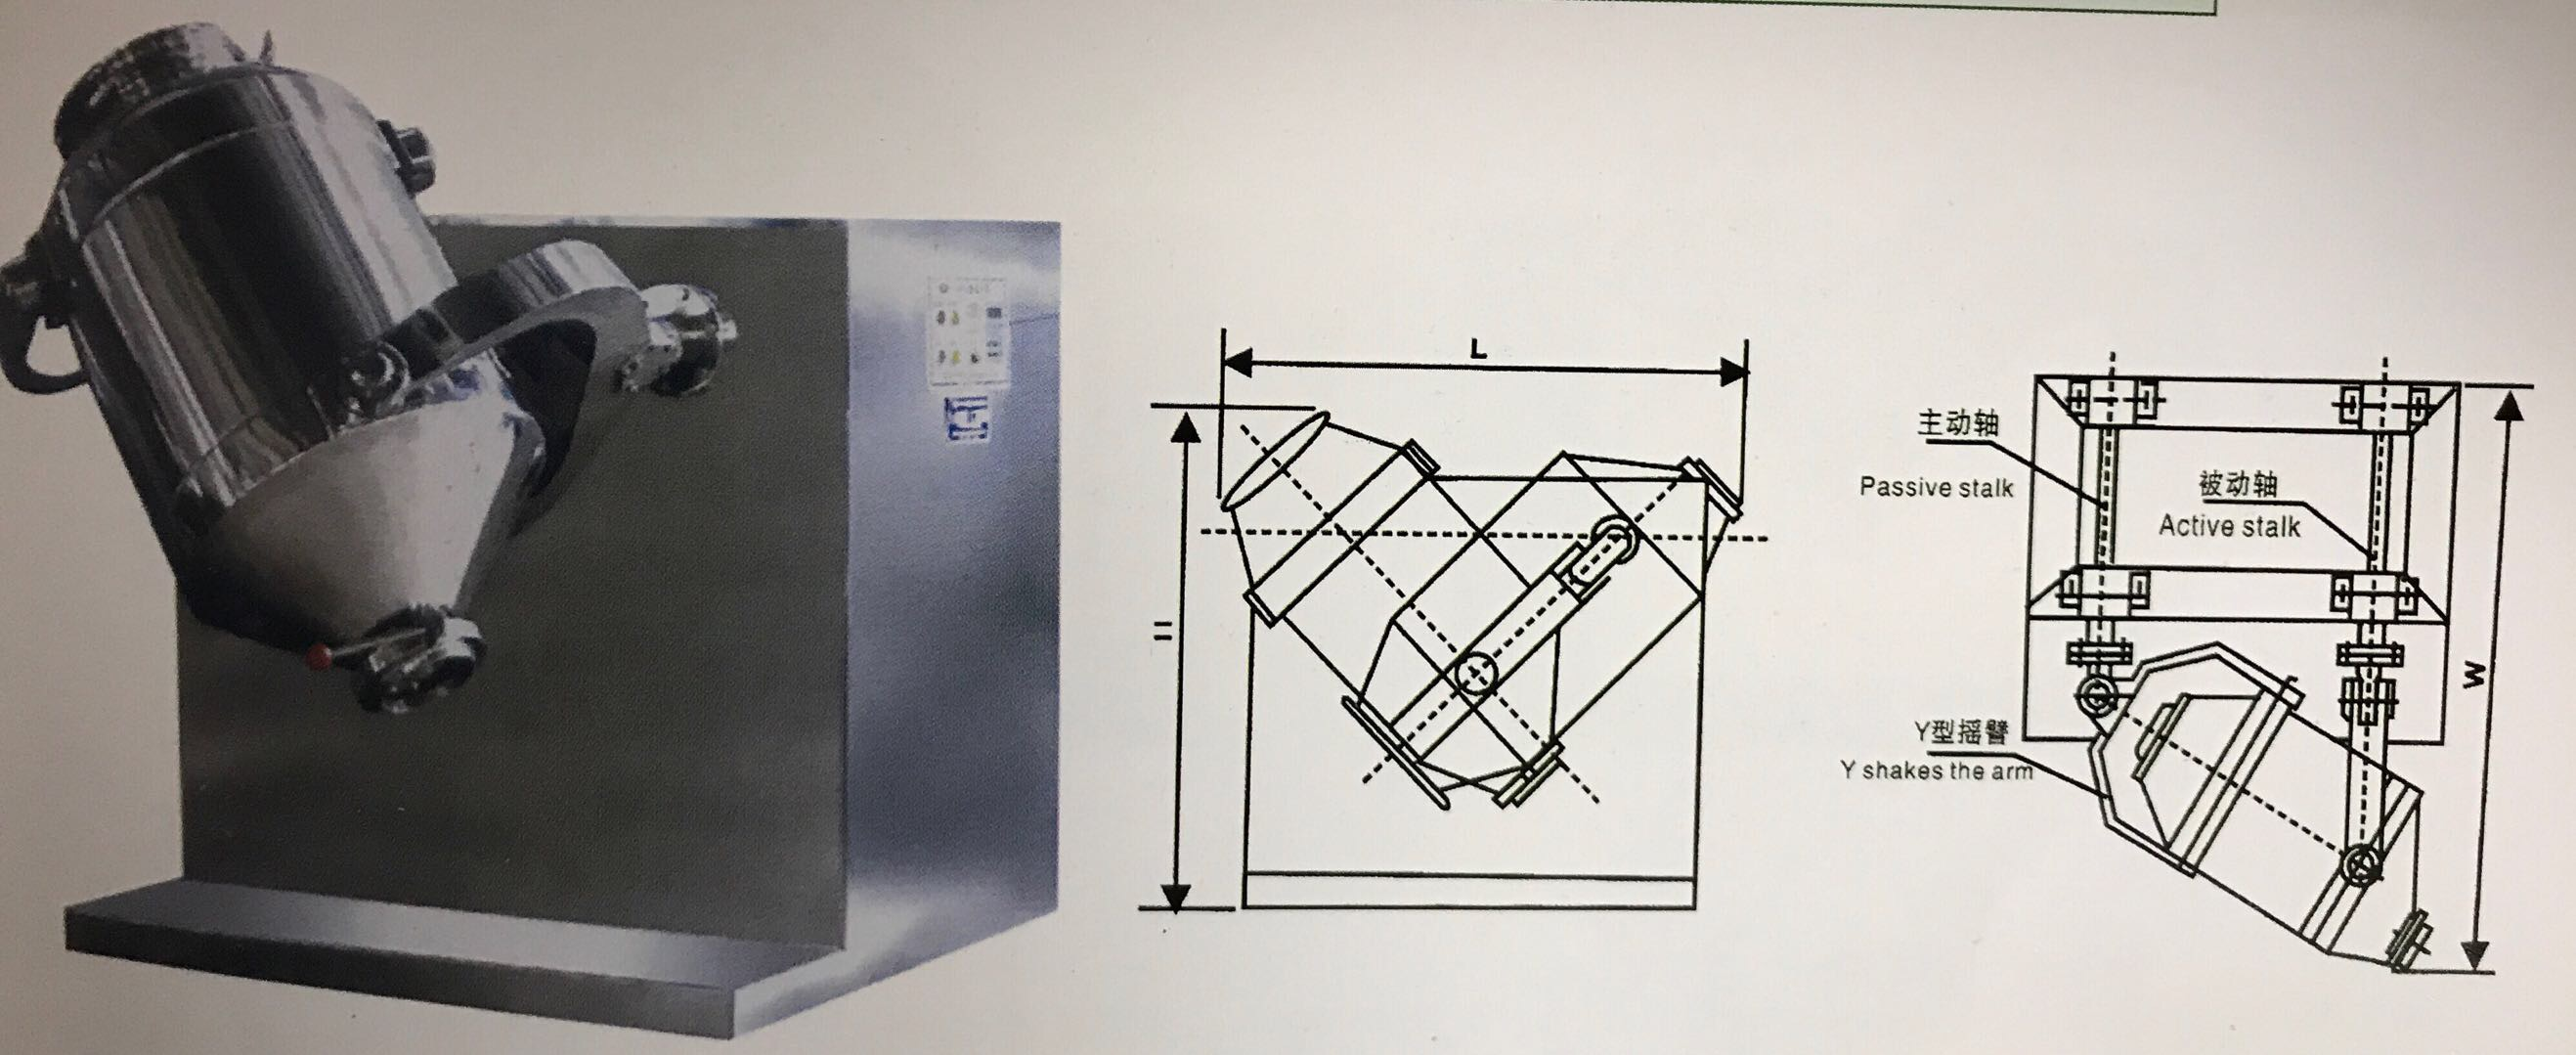 L
H
主动轴
Passive stalk
被动轴
Active stalk
W
Y型摇臂
Y shakes the arm